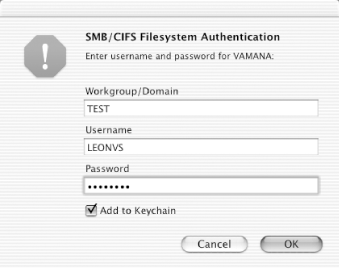 SMB/CIFS Filesystem Authentication
Enter username and password for VAMANA:
Workgroup/Domain
TEST
Username
LEONVS
Password
••••••••
Add to Keychain
Cancel
OK